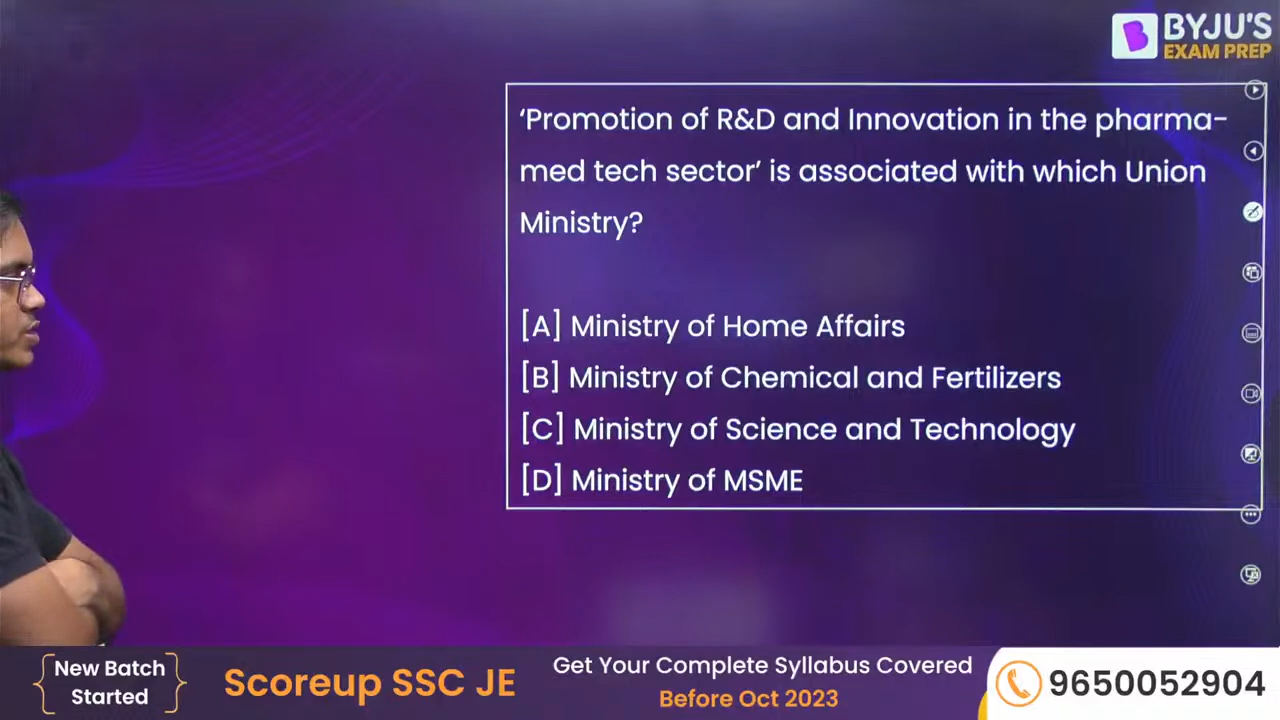 BYJU'S
EXAM PREP
‘Promotion of R&D and Innovation in the pharma-
med tech sector’ is associated with which Union
Ministry?
[A] Ministry of Home Affairs
[B] Ministry of Chemical and Fertilizers
[C] Ministry of Science and Technology
[D] Ministry of MSME
New Batch
Started
Scoreup SSC JE
Get Your Complete Syllabus Covered
Before Oct 2023
9650052904